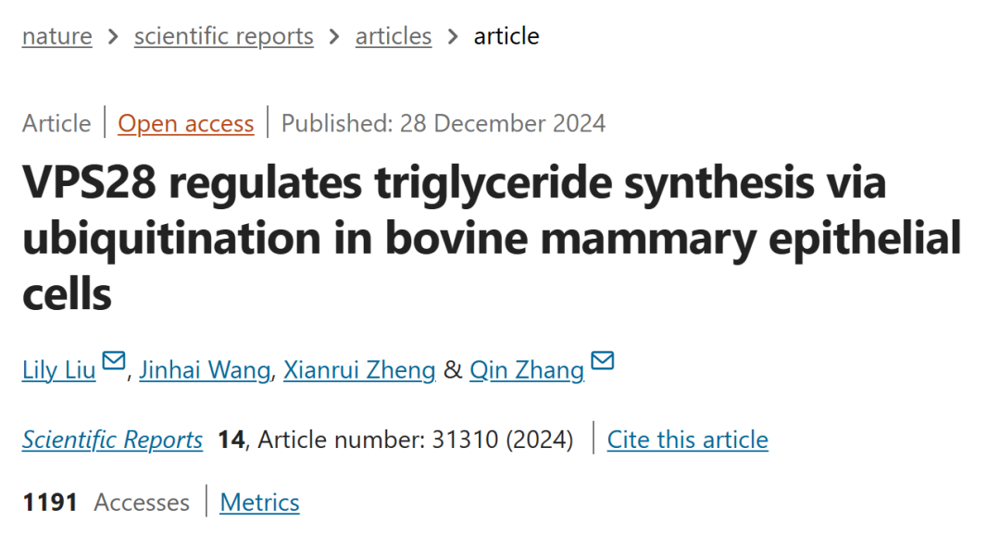 nature > scientific reports > articles > article
Article | Open access | Published: 28 December 2024
VPS28 regulates triglyceride synthesis via
ubiquitination in bovine mammary epithelial
cells
Lily Liu, Jinhai Wang, Xianrui Zheng & Qin Zhang
Scientific Reports 14, Article number: 31310 (2024) | Cite this article
1191 Accesses | Metrics